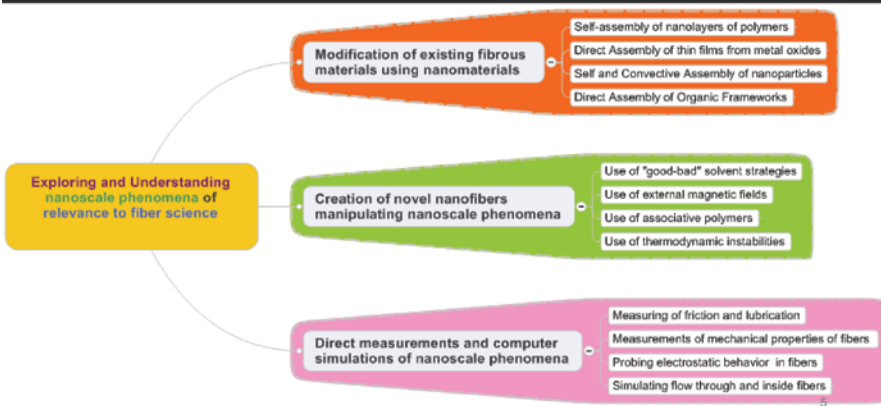 Exploring and Understanding
nanoscale phenomena of
relevance to fiber science
Modification of existing fibrous
materials using nanomaterials
Self-assembly of nanolayers of polymers
Direct Assembly of thin films from metal oxides
Self and Convective Assembly of nanoparticles
Direct Assembly of Organic Frameworks
Creation of novel nanofibers
manipulating nanoscale phenomena
Use of "good-bad" solvent strategies
Use of external magnetic fields
Use of associative polymers
Use of thermodynamic instabilities
Direct measurements and computer
simulations of nanoscale phenomena
Measuring of friction and lubrication
Measurements of mechanical properties of fibers
Probing electrostatic behavior in fibers
Simulating flow through and inside fibers
5